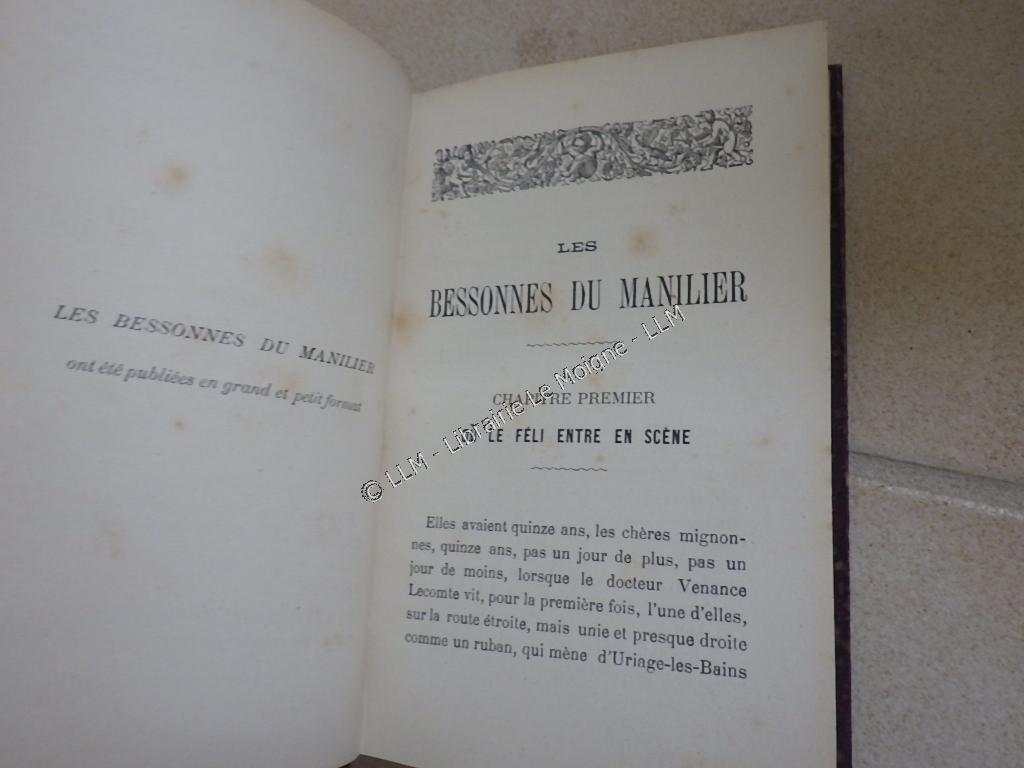 LES BESSONNES DU MANILIER
ont été publiées en grand et petit format
LES
BESSONNES DU MANILIER
CHAPITRE PREMIER
LE FÉLI ENTRE EN SCÈNE
Elles avaient quinze ans, les chères mignon-
nes, quinze ans, pas un jour de plus, pas un
jour de moins, lorsque le docteur Venance
Lecomte vit, pour la première fois, l'une d'elles,
sur la route étroite, mais unie et presque droite
comme un ruban, qui mène d'Uriage-les-Bains
© LLM - Librairie Le Moigne - LLM